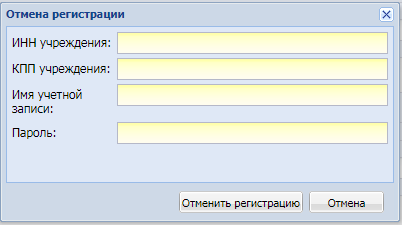 Отмена регистрации
ИНН учреждения:
КПП учреждения:
Имя учетной
записи:
Пароль:
Отменить регистрацию Отмена